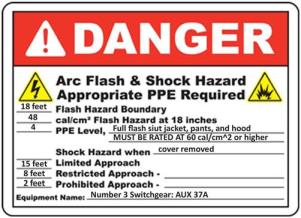 DANGER
Arc Flash & Shock Hazard
Appropriate PPE Required
18 feet Flash Hazard Boundary
48 cal/cm² Flash Hazard at 18 inches
4 PPE Level, Full flash siut jacket, pants, and hood
MUST BE RATED AT 60 cal/cm^2 or higher
Shock Hazard when cover removed
15 feet Limited Approach
8 feet Restricted Approach -
2 feet Prohibited Approach -
Equipment Name: Number 3 Switchgear: AUX 37A